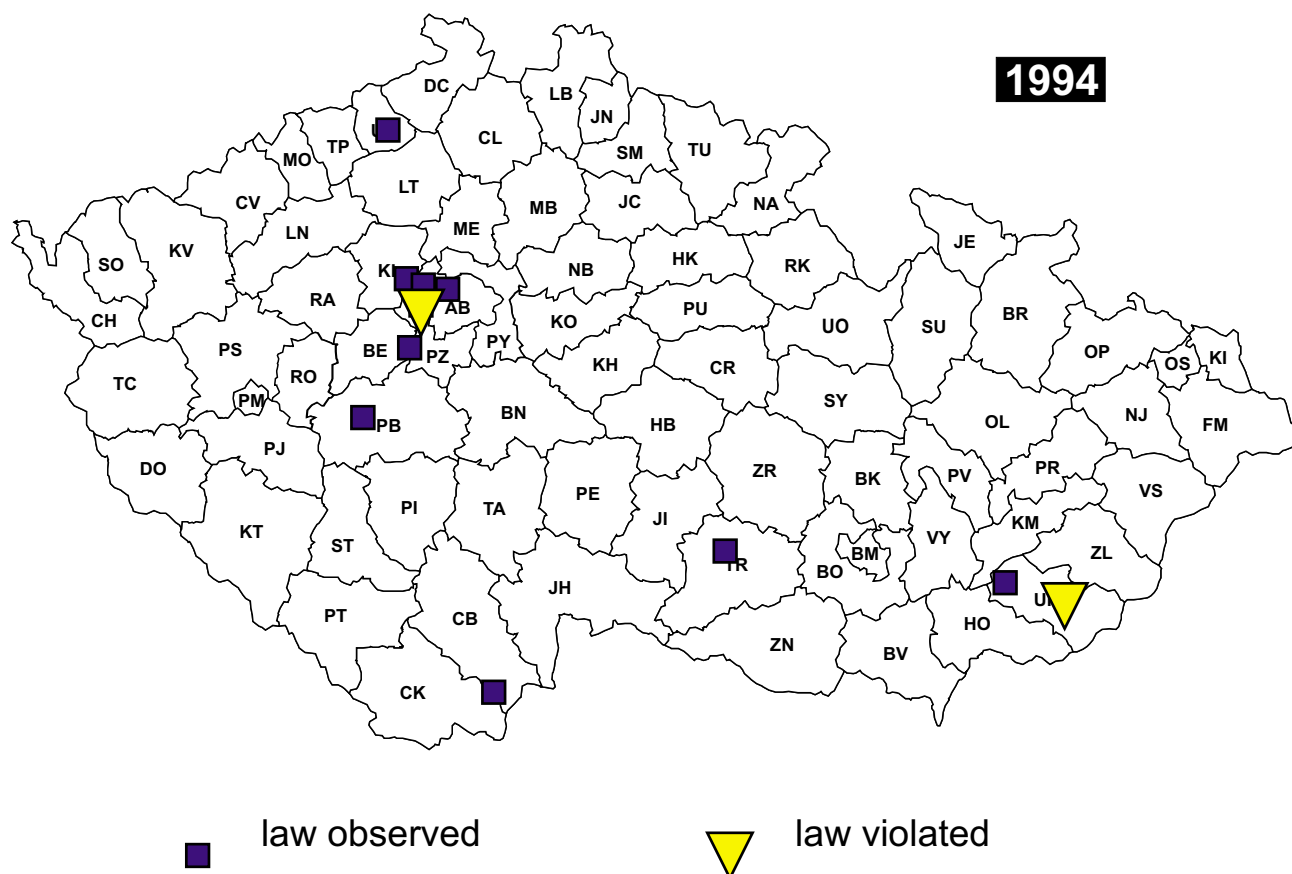 1994
DC
LB
JN
CL
TP
MO
SM
TU
LT
CV
MB
JC
NA
ME
LN
KV
SO
JE
HK
NB
RK
RA
AB
CH
KO
PU
UO
SU
BR
PS
BE
PZ
PY
OP
OS
KI
KH
CR
RO
TC
PM
SY
BN
PB
HB
OL
NJ
FM
PJ
DO
ZR
BK
PV
PR
VS
PE
PI
TA
JI
KM
KT
ST
VY
BM
ZL
TR
BO
JH
PT
CB
HO
ZN
BV
CK
law observed
law violated